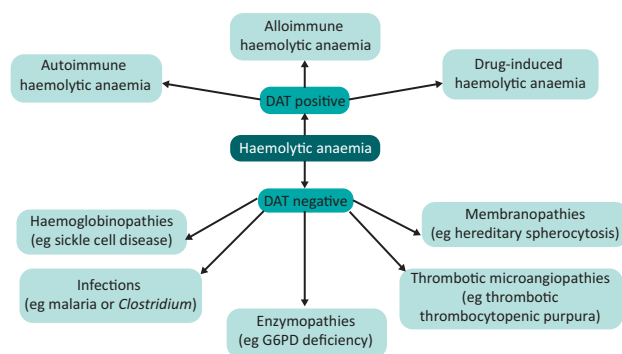 Alloimmune
haemolytic anaemia
Autoimmune
haemolytic anaemia
Drug-induced
haemolytic anaemia
DAT positive
Haemolytic anaemia
DAT negative
Haemoglobinopathies
(eg sickle cell disease)
Membranopathies
(eg hereditary spherocytosis)
Infections
(eg malaria or Clostridium)
Thrombotic microangiopathies
(eg thrombotic
thrombocytopenic purpura)
Enzymopathies
(eg G6PD deficiency)